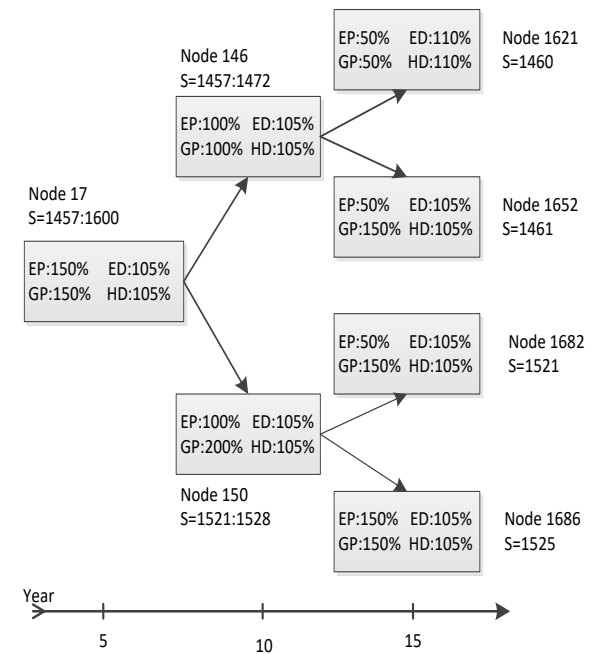 EP:50% ED:110%
GP:50% HD:110%
Node 1621
S=1460
Node 146
S=1457:1472
EP:100% ED:105%
GP:100% HD:105%
EP:50% ED:105%
GP:150% HD:105%
Node 1652
S=1461
Node 17
S=1457:1600
EP:150% ED:105%
GP:150% HD:105%
EP:50% ED:105%
GP:150% HD:105%
Node 1682
S=1521
EP:100% ED:105%
GP:200% HD:105%
Node 150
S=1521:1528
EP:150% ED:105%
GP:150% HD:105%
Node 1686
S=1525
Year
5
10
15